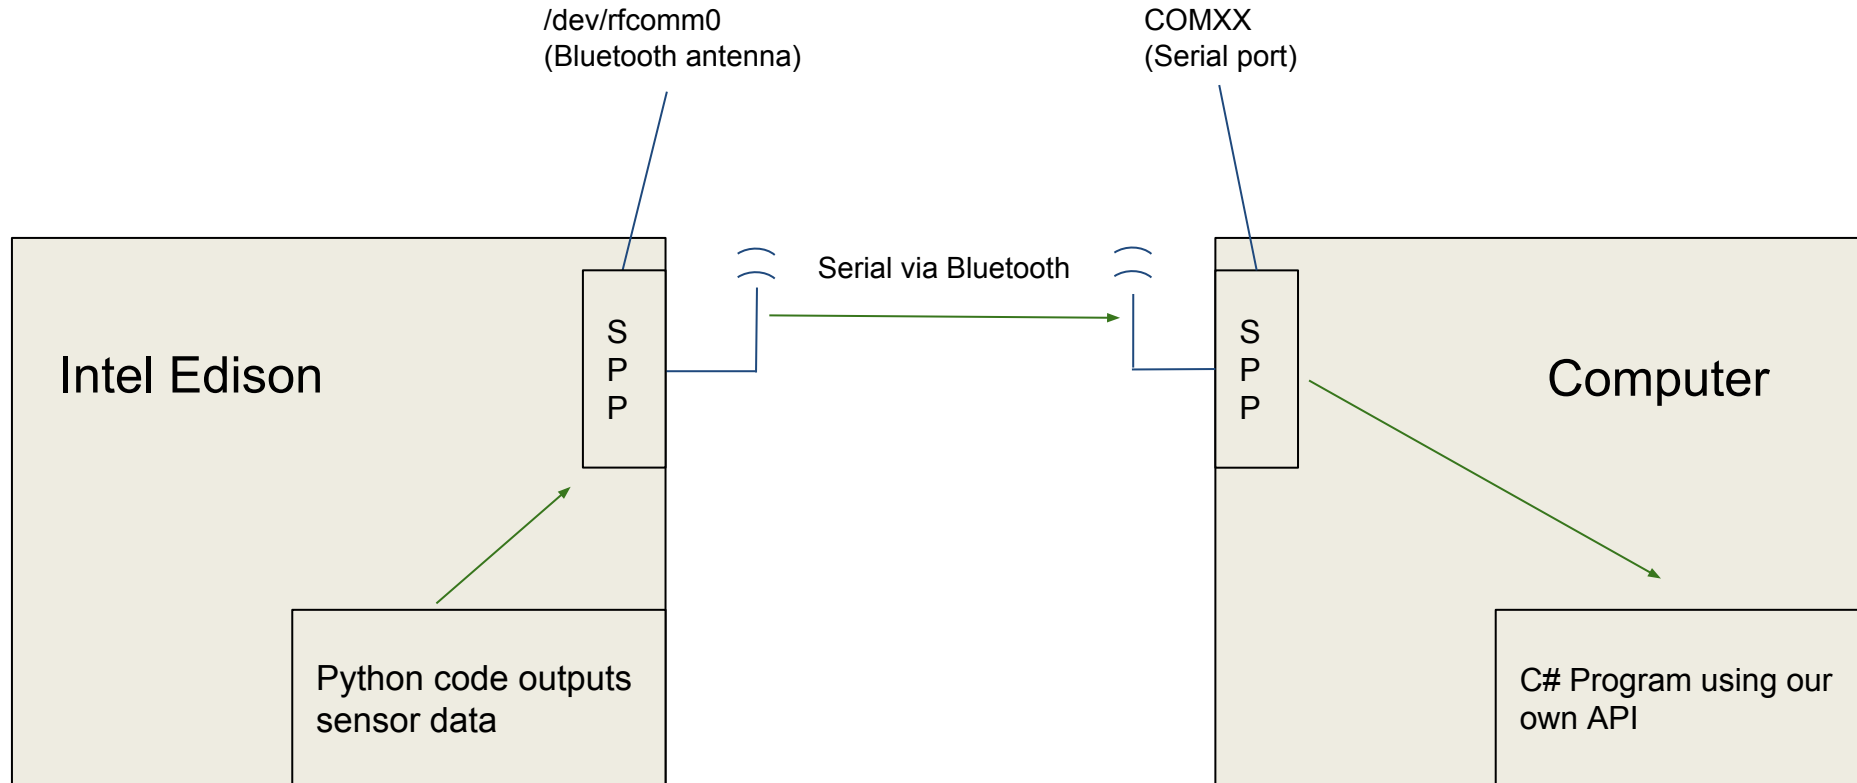 /dev/rfcomm0
(Bluetooth antenna)
COMXX
(Serial port)
Serial via Bluetooth
Intel Edison
S
P
P
S
P
P
Computer
Python code outputs
sensor data
C# Program using our
own API